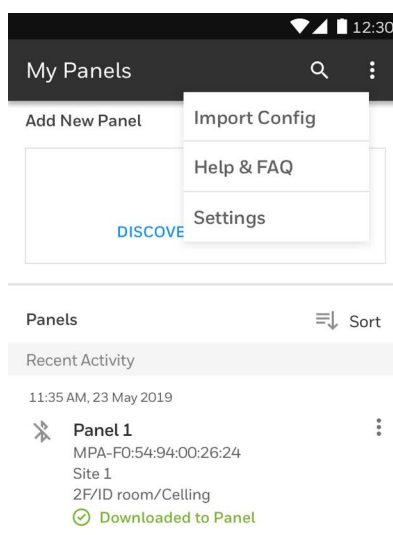 12:30
My Panels
Import Config
Add New Panel
Help & FAQ
Settings
Panels
Sort
Recent Activity
11:35 AM, 23 May 2019
Panel 1
MPA-F0:54:94:00:26:24
Site 1
2F/ID room/Celling
Downloaded to Panel